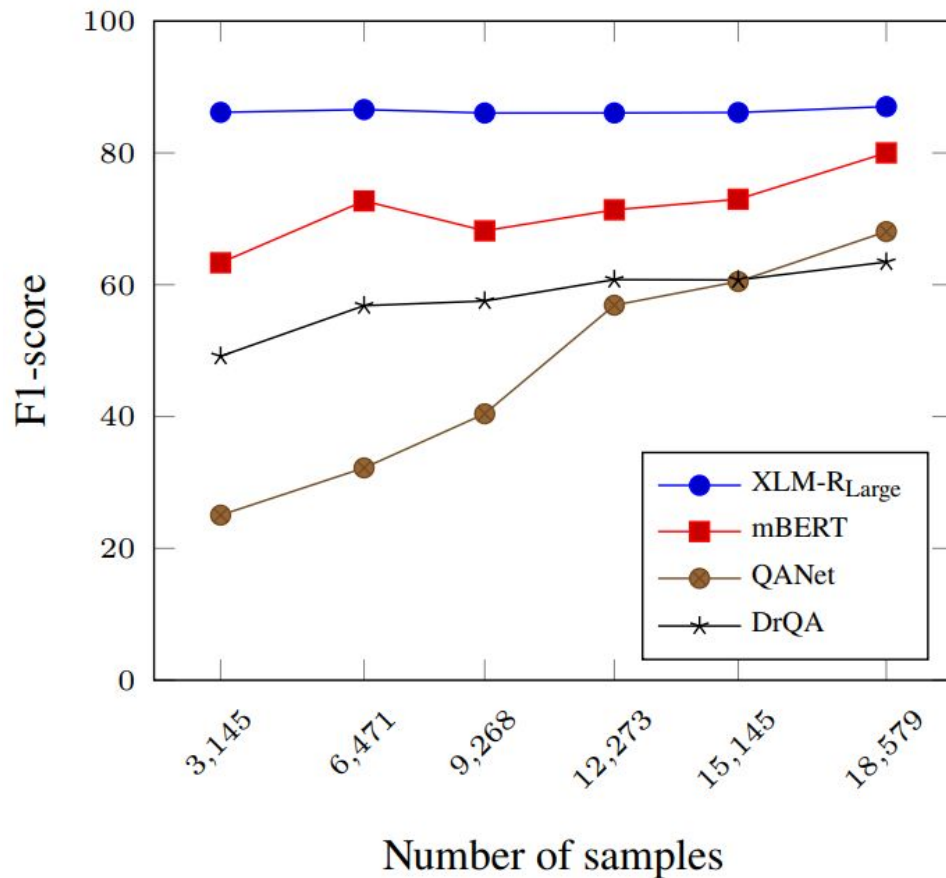 100
80
60
40
20
0
F1-score
3,145
6,471
9,268
12,273
15,145
18,579
Number of samples
XLM-RLarge
mBERT
QANet
DrQA